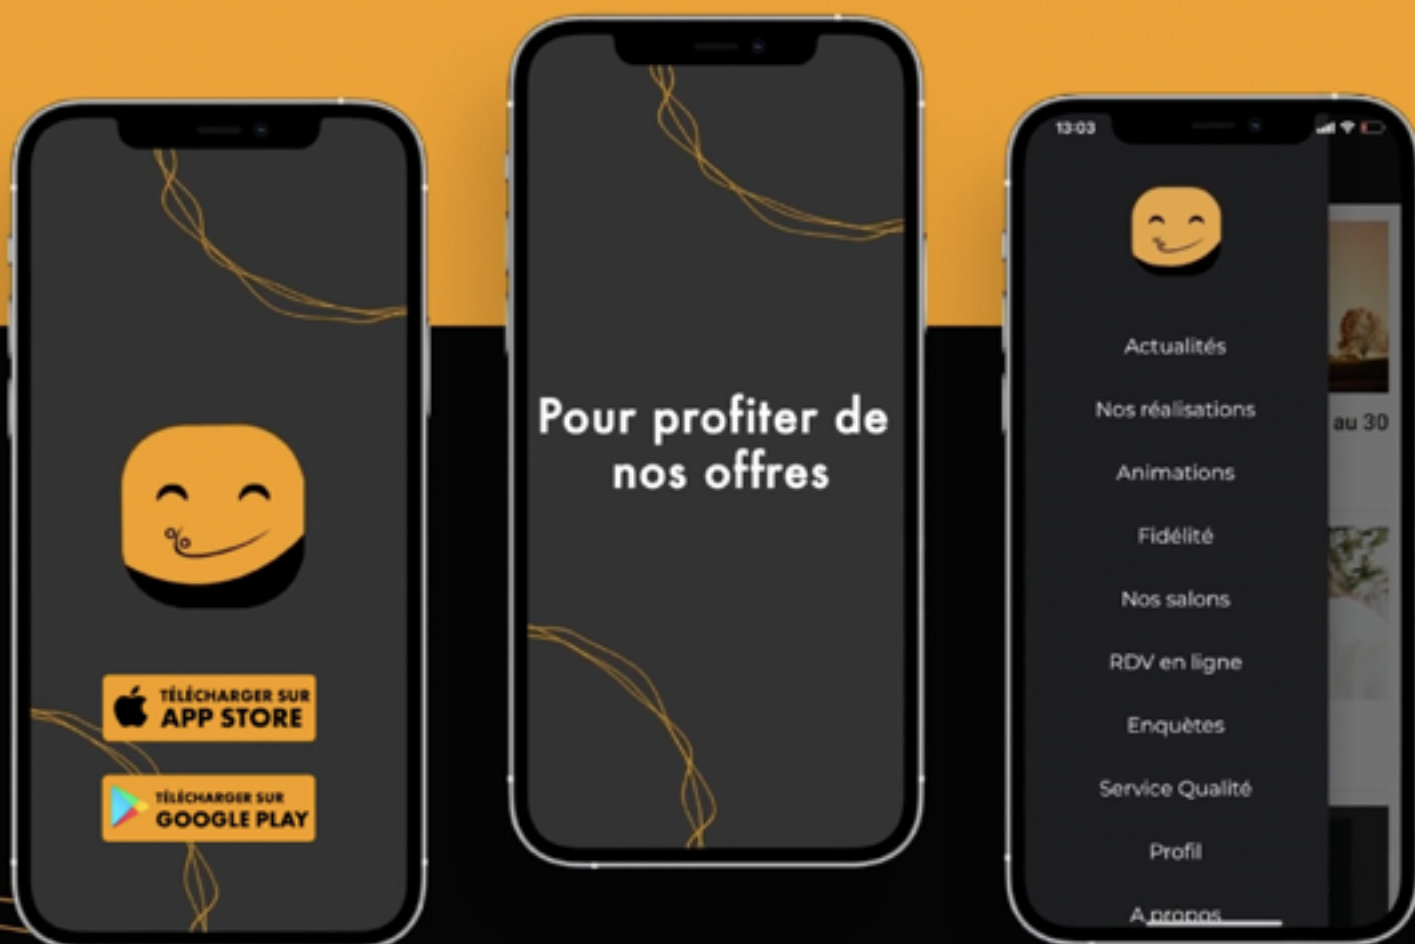 TÉLÉCHARGER SUR
APP STORE
TÉLÉCHARGER SUR
GOOGLE PLAY
Pour profiter de
nos offres
13:03
Actualités
Nos réalisations
Animations
Fidélité
Nos salons
RDV en ligne
Enquètes
Service Qualité
Profil
A propos
au 30